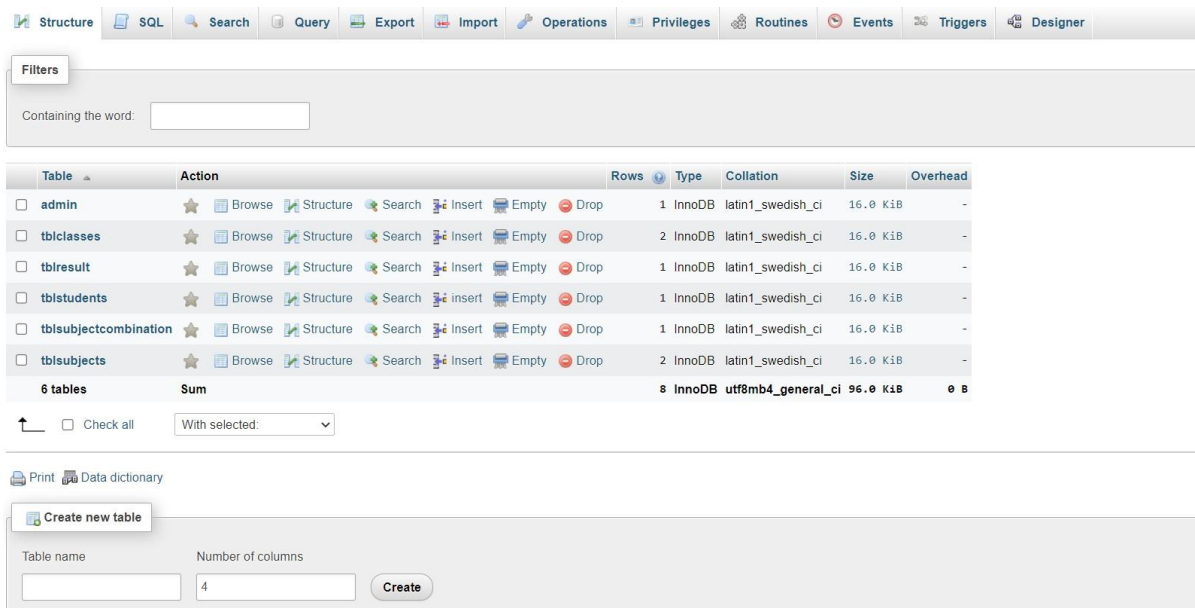 Structure SQL Search Query Export Import Operations Privileges Routines Events Triggers Designer
Filters
Containing the word:
Table Action Rows Type Collation Size Overhead
admin Browse Structure Search Insert Empty Drop 1 InnoDB latin1_swedish_ci 16.0 KiB -
tblclasses Browse Structure Search Insert Empty Drop 2 InnoDB latin1_swedish_ci 16.0 KiB -
tblresult Browse Structure Search Insert Empty Drop 1 InnoDB latin1_swedish_ci 16.0 KiB -
tblstudents Browse Structure Search Insert Empty Drop 1 InnoDB latin1_swedish_ci 16.0 KiB -
tblsubjectcombination Browse Structure Search Insert Empty Drop 1 InnoDB latin1_swedish_ci 16.0 KiB -
tblsubjects Browse Structure Search Insert Empty Drop 2 InnoDB latin1_swedish_ci 16.0 KiB -
6 tables Sum 8 InnoDB utf8mb4_general_ci 96.0 KiB 0 B
Check all With selected:
Print Data dictionary
Create new table
Table name Number of columns
4 Create